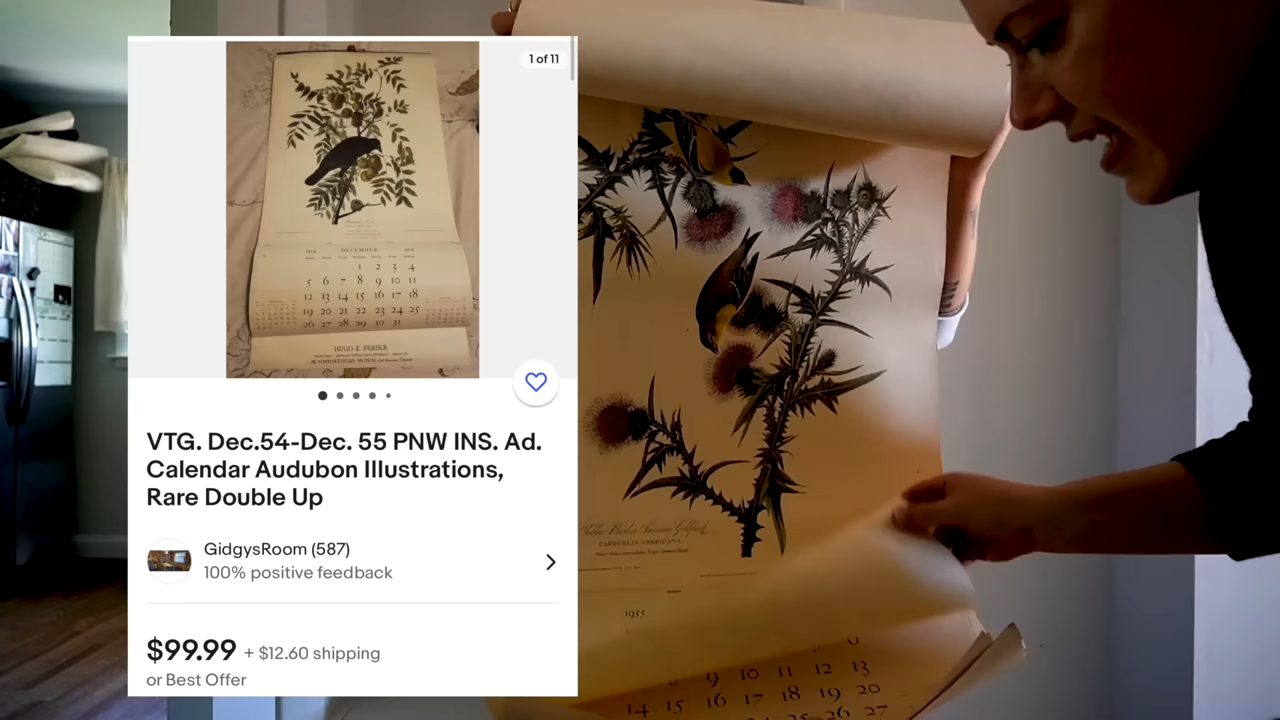 1 of 11
DECEMBER
1 2 3 4
5 6 7 8 9 10 11
12 13 14 15 16 17 18
19 20 21 22 23 24 25
26 27 28 29 30 31
HUGO E. FERBER
VTG. Dec.54-Dec. 55 PNW INS. Ad.
Calendar Audubon Illustrations,
Rare Double Up
GidgysRoom (587)
100% positive feedback
$99.99 + $12.60 shipping
or Best Offer
CARDUELIS AMERICANA
1955
9 10 11 12 13
14 15 16 17 18 19 20
25 26 27